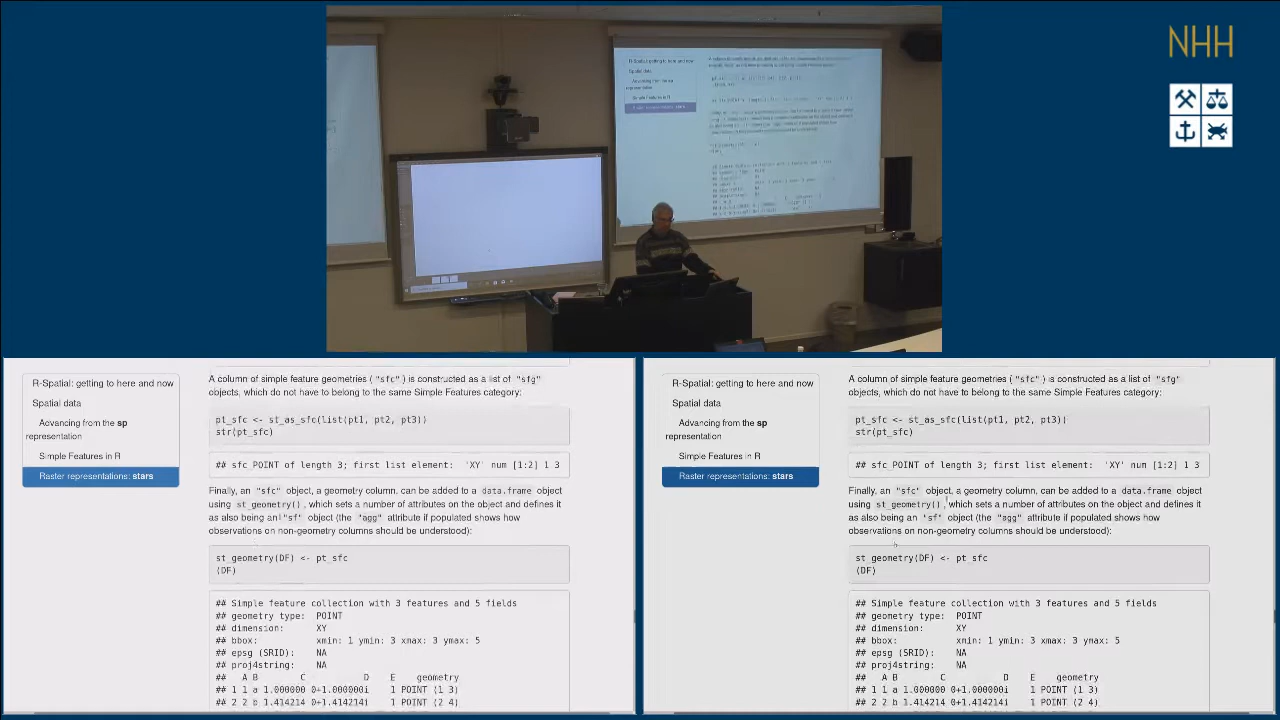 NHH
R-Spatial: getting to here and now
Spatial data
Advancing from the sp
representation
Simple Features in R
Raster representations: stars
A column of simple feature geometries ("sfc") is constructed as a list of "sfg"
objects, which do not have to belong to the same Simple Features category:
pt_sfc <- st_as_sfc(list(pt1, pt2, pt3))
str(pt_sfc)
## sfc_POINT of length 3; first list element:  'XY' num [1:2] 1 3
Finally, an "sfc" object, a geometry column, can be added to a data.frame object
using st_geometry(), which sets a number of attributes on the object and defines it
as also being an "sf" object (the "agg" attribute if populated shows how
observations on non-geometry columns should be understood):
st_geometry(DF) <- pt_sfc
(DF)
## Simple feature collection with 3 features and 5 fields
## geometry type:  POINT
## dimension:      XY
## bbox:           xmin: 1 ymin: 3 xmax: 3 ymax: 5
## epsg (SRID):    NA
## proj4string:    NA
##   A B        C          D   E    geometry
## 1 1 a 1.000000 0+1.000000i    1 POINT (1 3)
## 2 2 b 1.414214 0+1.414214i    1 POINT (2 4)
R-Spatial: getting to here and now
Spatial data
Advancing from the sp
representation
Simple Features in R
Raster representations: stars
A column of simple feature geometries ("sfc") is constructed as a list of "sfg"
objects, which do not have to belong to the same Simple Features category:
pt_sfc <- st_as_sfc(list(pt1, pt2, pt3))
str(pt_sfc)
## sfc_POINT of length 3; first list element:  'XY' num [1:2] 1 3
Finally, an "sfc" object, a geometry column, can be added to a data.frame object
using st_geometry(), which sets a number of attributes on the object and defines it
as also being an "sf" object (the "agg" attribute if populated shows how
observations on non-geometry columns should be understood):
st_geometry(DF) <- pt_sfc
(DF)
## Simple feature collection with 3 features and 5 fields
## geometry type:  POINT
## dimension:      XY
## bbox:           xmin: 1 ymin: 3 xmax: 3 ymax: 5
## epsg (SRID):    NA
## proj4string:    NA
##   A B        C          D   E    geometry
## 1 1 a 1.000000 0+1.000000i    1 POINT (1 3)
## 2 2 b 1.414214 0+1.414214i    1 POINT (2 4)
R-Spatial: getting to here and now
Spatial data
Advancing from the sp
representation
Simple Features in R